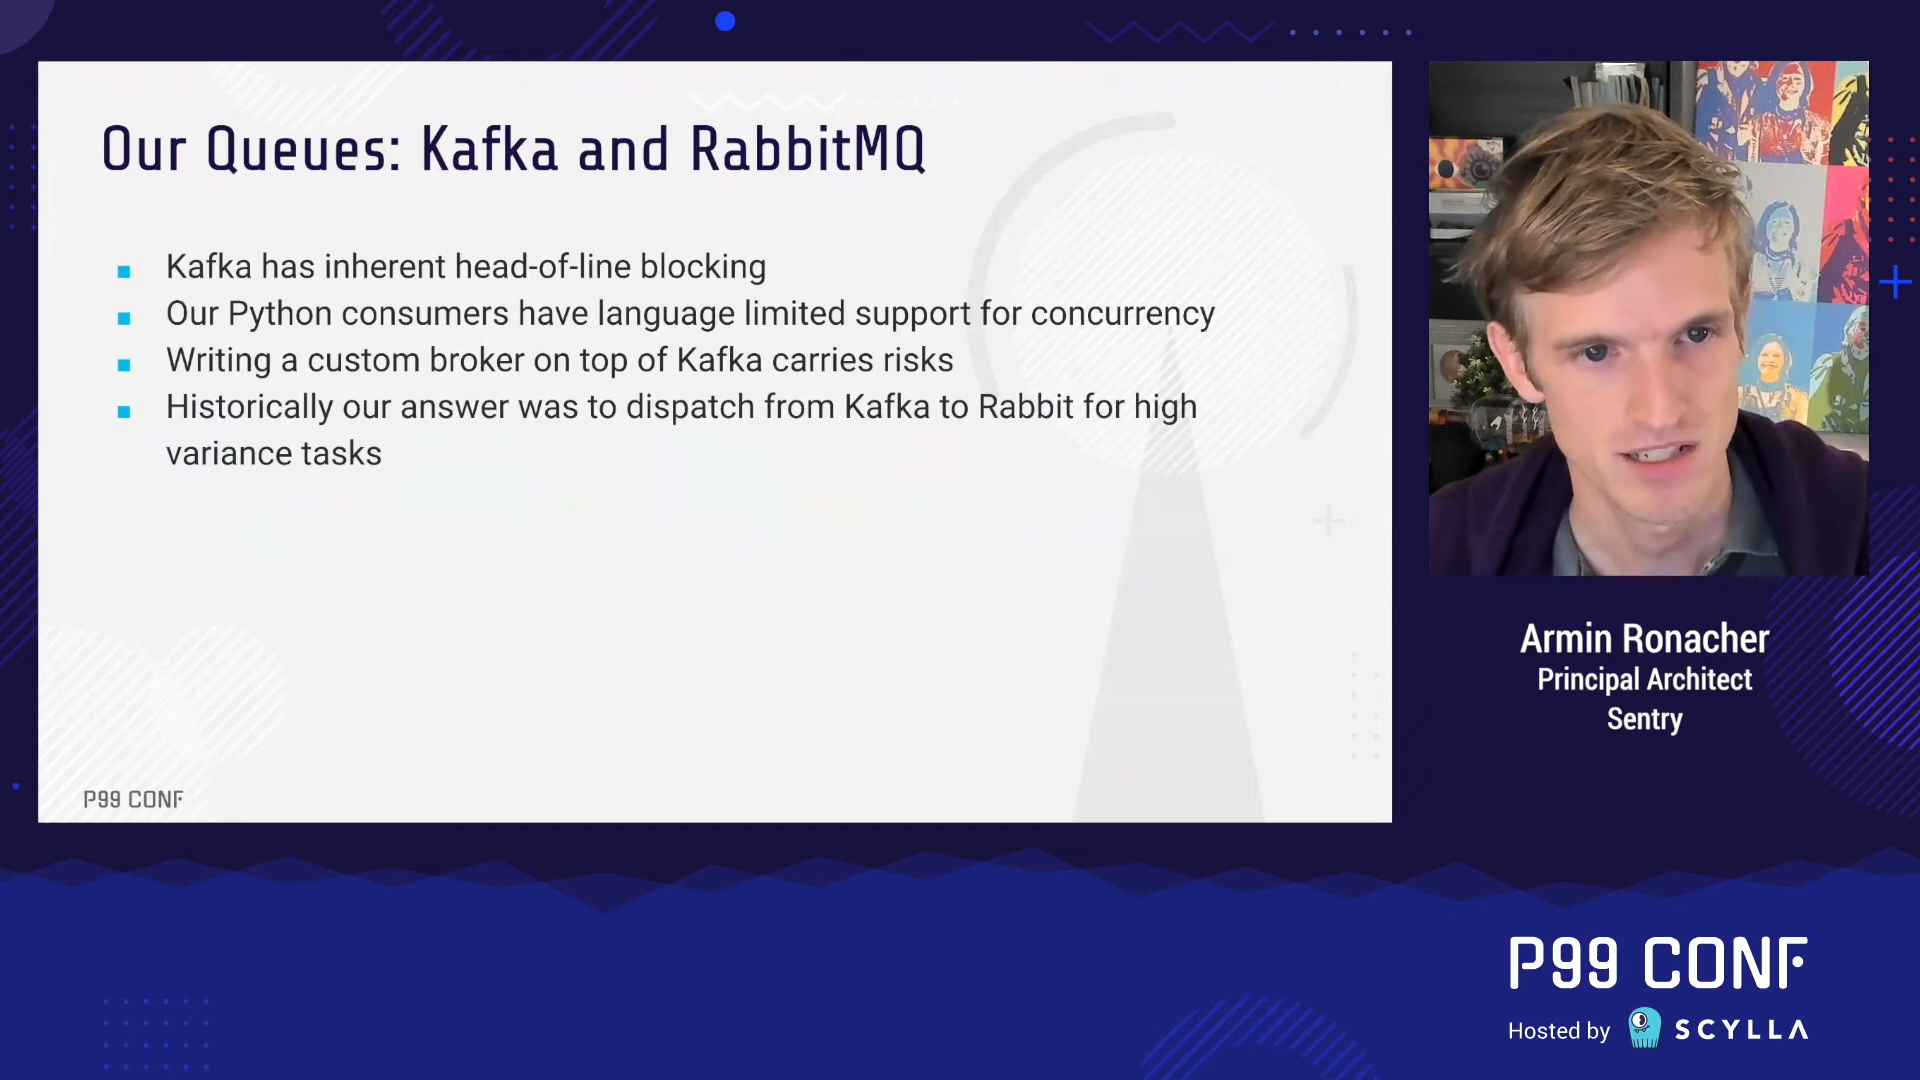 Our Queues: Kafka and RabbitMQ
Kafka has inherent head-of-line blocking
Our Python consumers have language limited support for concurrency
Writing a custom broker on top of Kafka carries risks
Historically our answer was to dispatch from Kafka to Rabbit for high
variance tasks
P99 CONF
Armin Ronacher
Principal Architect
Sentry
P99 CONF
Hosted by SCYLLA